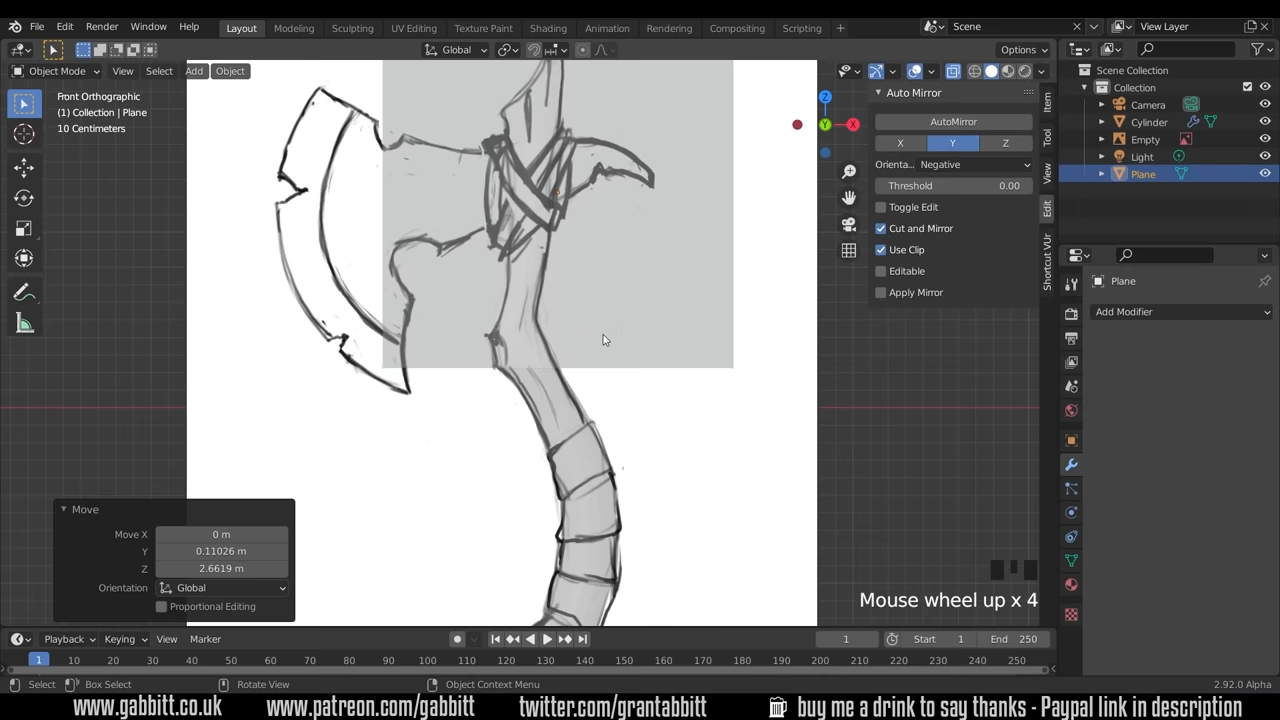 File Edit Render Window Help Layout Modeling Sculpting UV Editing Texture Paint Shading Animation Rendering Compositing Scripting + Scene View Layer
Global Options
Object Mode View Select Add Object
Front Orthographic
(1) Collection | Plane
10 Centimeters
Z
Y
X
Auto Mirror
AutoMirror
X Y Z
Orienta.. Negative
Threshold 0.00
Toggle Edit
Cut and Mirror
Use Clip
Editable
Apply Mirror
Item
Tool
View
Edit
Shortcut VUr
Scene Collection
Collection
Camera
Cylinder
Empty
Light
Plane
Plane
Add Modifier
Move
Move X 0 m
Y 0.11026 m
Z 2.6619 m
Orientation Global
Proportional Editing
Mouse wheel up x 4
Playback Keying View Marker 1 Start 1 End 250
1 10 20 30 40 50 60 70 80 90 100 110 120 130 140 150 160 170 180 190 200 210 220 230 240 250
Select Box Select Rotate View Object Context Menu 2.92.0 Alpha
www.gabbitt.co.uk www.patreon.com/gabbitt twitter.com/grantabbitt buy me a drink to say thanks - Paypal link in description